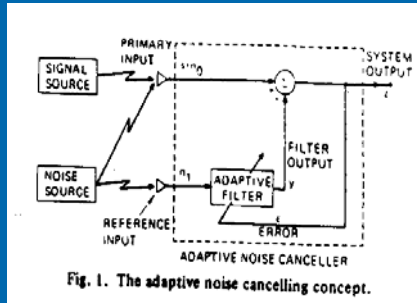 PRIMARY
INPUT
SIGNAL
SOURCE
s+n0
Σ
SYSTEM
OUTPUT
z
FILTER
OUTPUT
NOISE
SOURCE
n1
ADAPTIVE
FILTER
y
ε
ERROR
REFERENCE
INPUT
ADAPTIVE NOISE CANCELLER
Fig. 1. The adaptive noise cancelling concept.